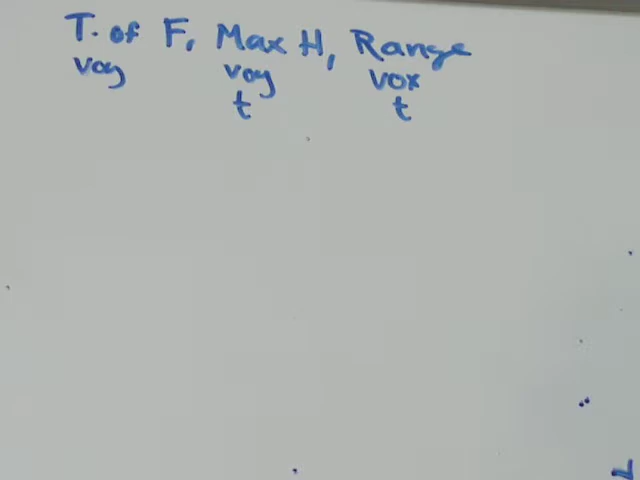 T. of F, Max H, Range
voy voy vox
t t